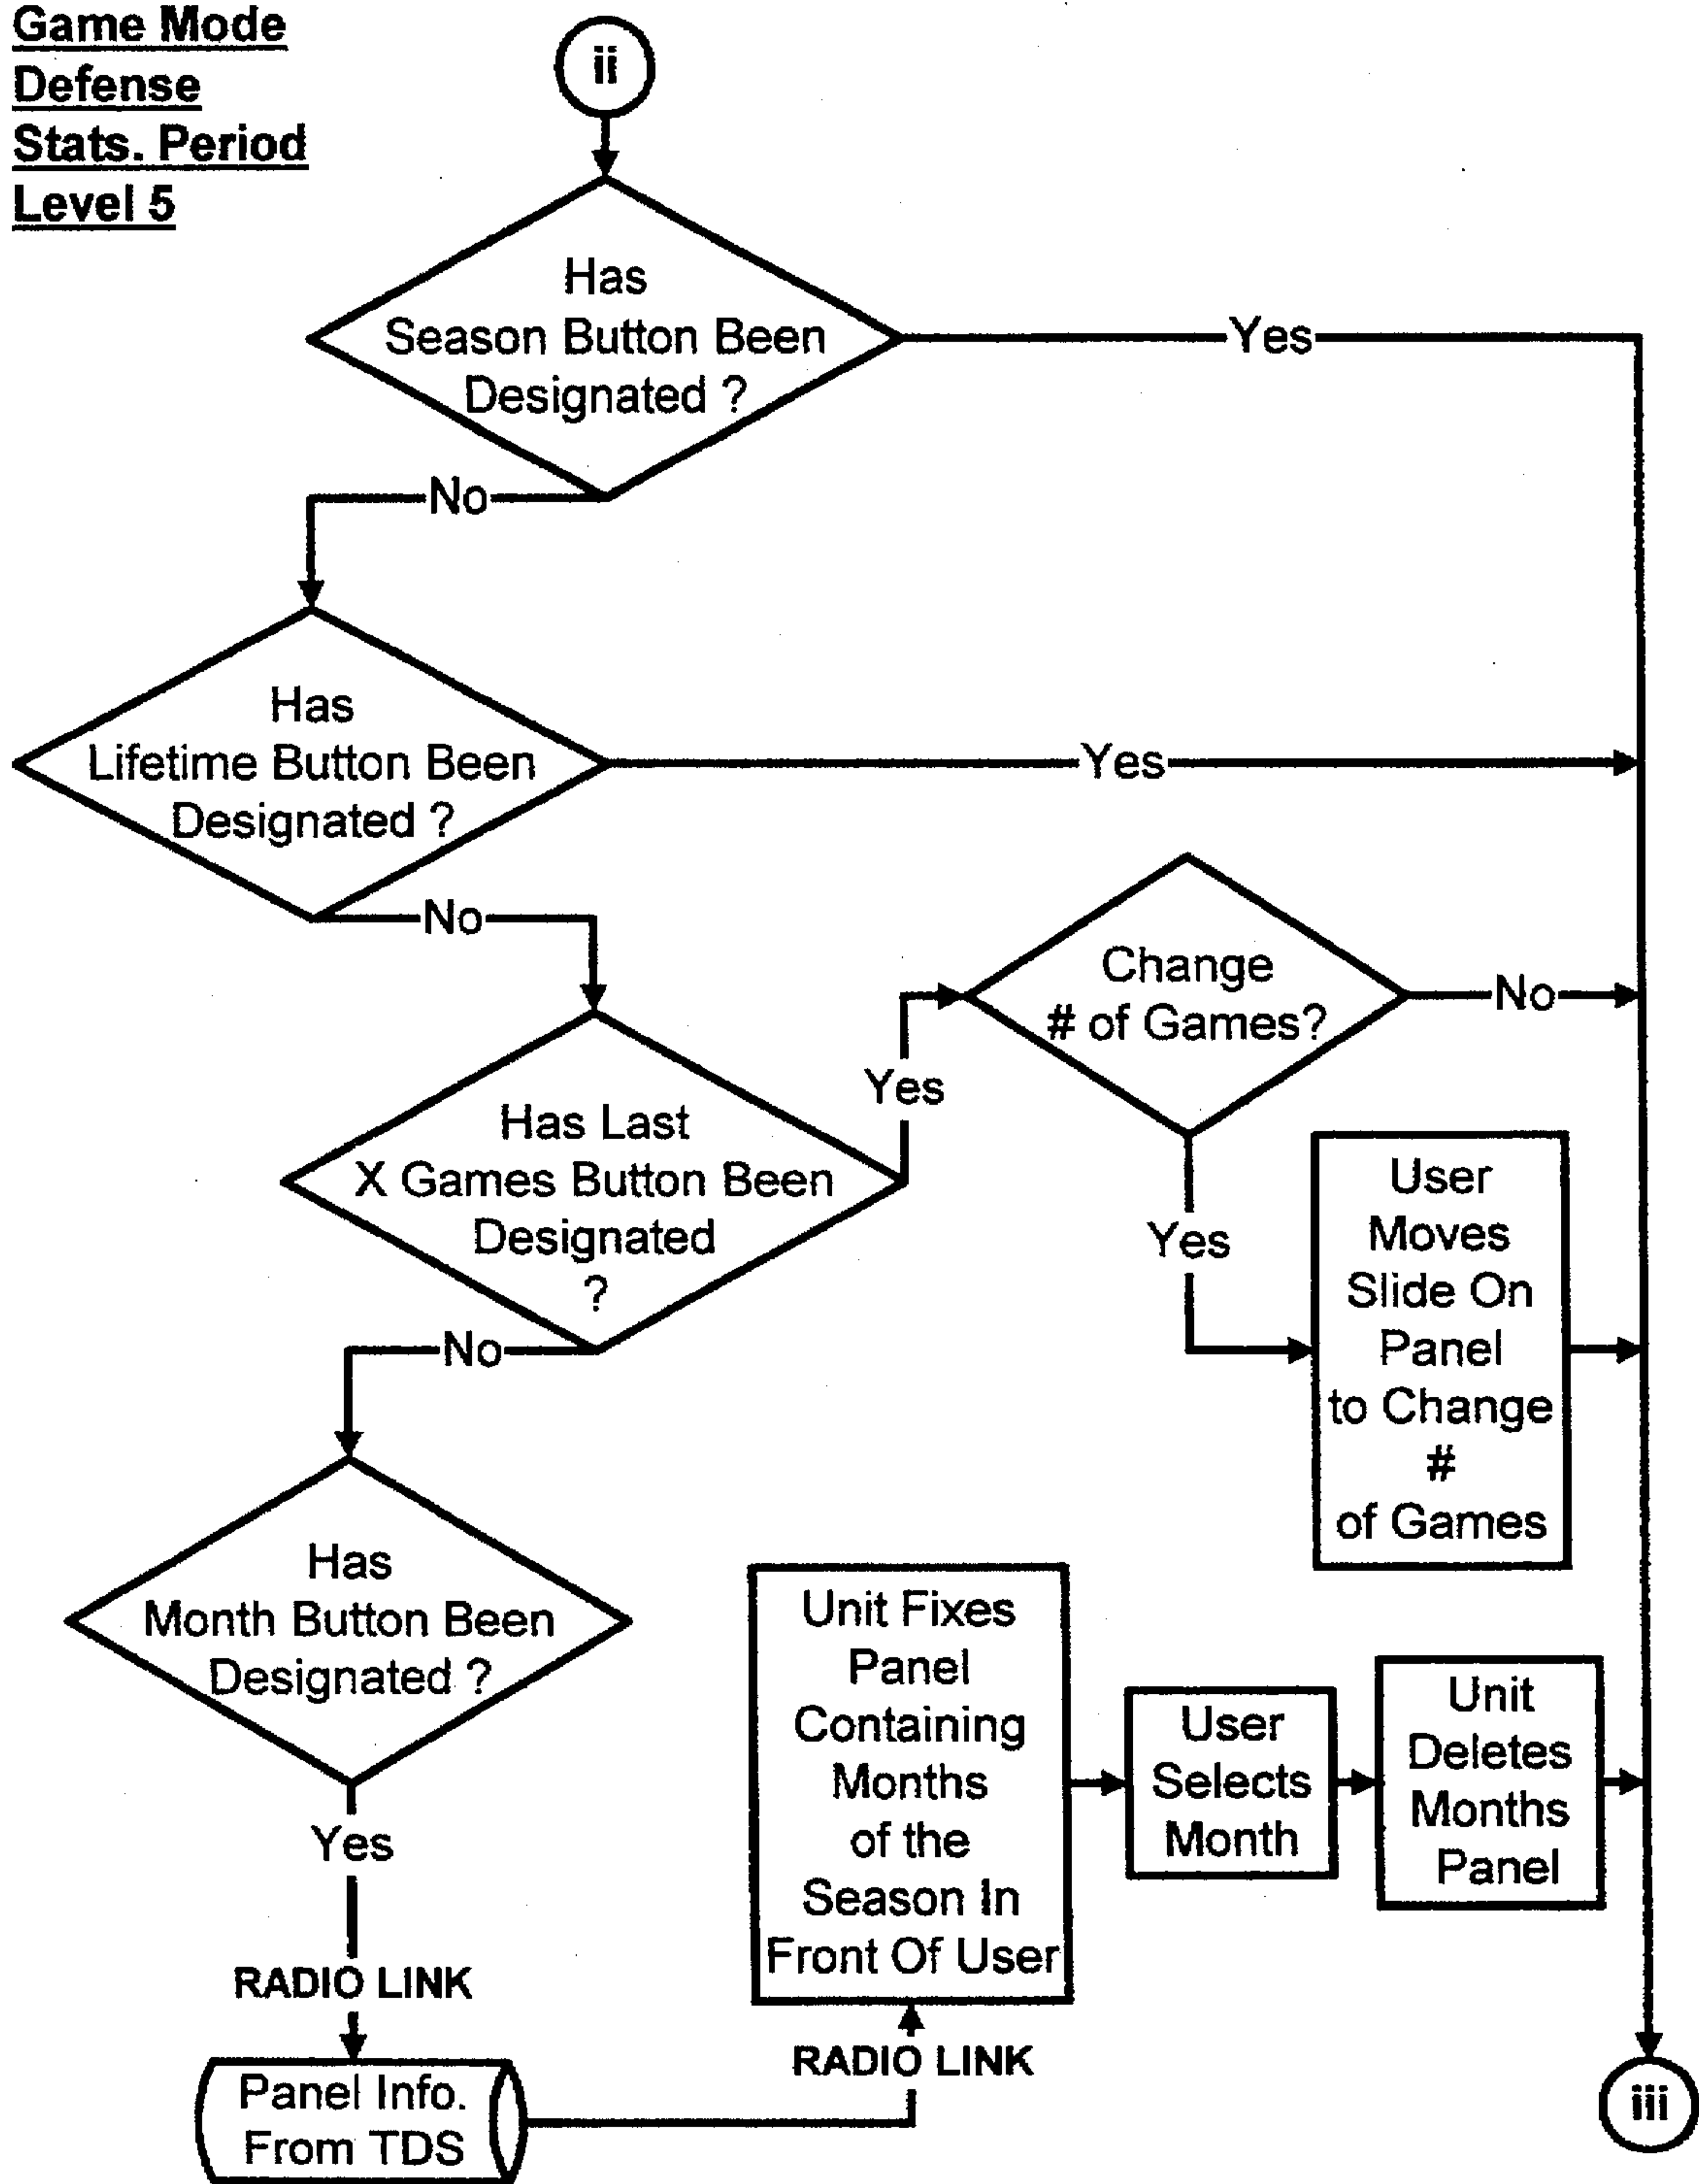 Game Mode
Defense
Stats. Period
Level 5
ii
Has
Season Button Been
Designated ?
Yes
No
Has
Lifetime Button Been
Designated ?
Yes
No
Change
# of Games?
No
Yes
Has Last
X Games Button Been
Designated
?
Yes
User
Moves
Slide On
Panel
to Change
#
of Games
No
Has
Month Button Been
Designated ?
Yes
RADIO LINK
Panel Info.
From TDS
RADIO LINK
Unit Fixes
Panel
Containing
Months
of the
Season In
Front Of User
User
Selects
Month
Unit
Deletes
Months
Panel
iii